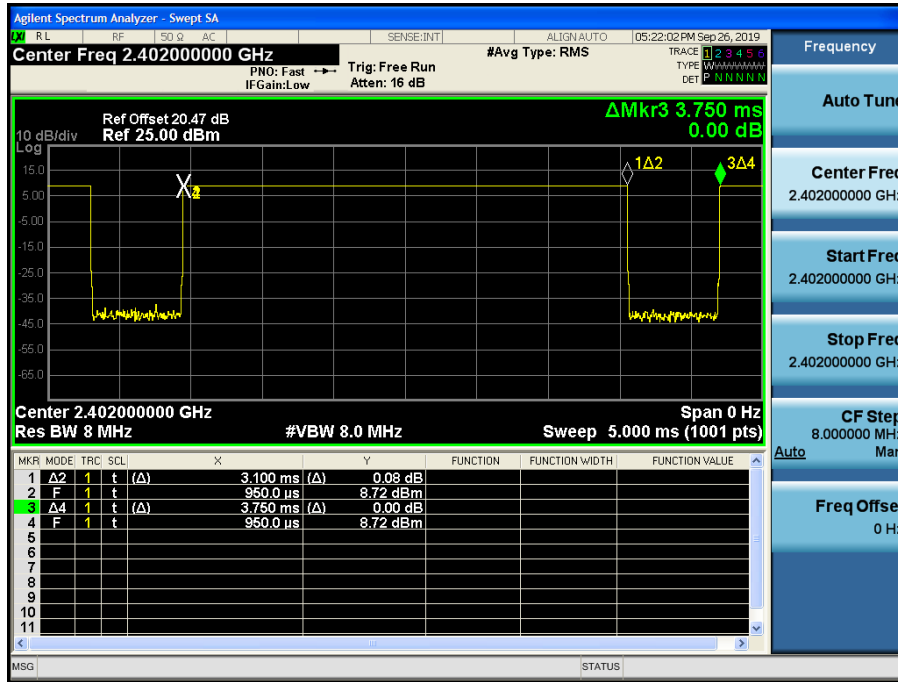 Agilent Spectrum Analyzer - Swept SA
LXI RL RF 50 Ω AC SENSE:INT ALIGN AUTO 05:22:02 PM Sep 26, 2019
Center Freq 2.402000000 GHz
PNO: Fast
IFGain:Low
Trig: Free Run
Atten: 16 dB
#Avg Type: RMS
TRACE 1 2 3 4 5 6
TYPE WWWWWW
DET P N N N N N
Frequency
Auto Tune
ΔMkr3 3.750 ms
0.00 dB
Ref Offset 20.47 dB
10 dB/div Ref 25.00 dBm
Log
15.0
5.00
-5.00
-15.0
-25.0
-35.0
-45.0
-55.0
-65.0
1Δ2
3Δ4
Center Freq
2.402000000 GHz
Start Freq
2.402000000 GHz
Stop Freq
2.402000000 GHz
CF Step
8.000000 MHz
Auto Man
Freq Offset
0 Hz
Center 2.402000000 GHz Span 0 Hz
Res BW 8 MHz #VBW 8.0 MHz Sweep 5.000 ms (1001 pts)
MKR MODE TRC SCL X Y FUNCTION FUNCTION WIDTH FUNCTION VALUE
1 Δ2 1 t (Δ) 3.100 ms (Δ) 0.08 dB
2 F 1 t 950.0 µs 8.72 dBm
3 Δ4 1 t (Δ) 3.750 ms (Δ) 0.00 dB
4 F 1 t 950.0 µs 8.72 dBm
5
6
7
8
9
10
11
MSG STATUS